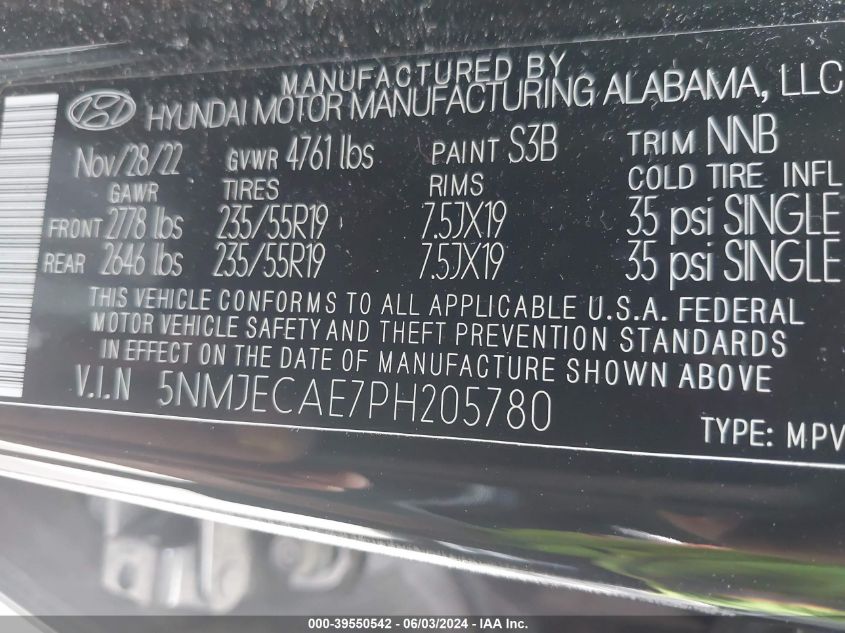 MANUFACTURED BY
HYUNDAI MOTOR MANUFACTURING ALABAMA, LLC
Nov/28/22 GVWR 4761 lbs PAINT S3B TRIM NNB
GAWR TIRES RIMS COLD TIRE INFL
FRONT 2778 lbs 235/55R19 7.5JX19 35 psi SINGLE
REAR 2646 lbs 235/55R19 7.5JX19 35 psi SINGLE
THIS VEHICLE CONFORMS TO ALL APPLICABLE U.S.A. FEDERAL
MOTOR VEHICLE SAFETY AND THEFT PREVENTION STANDARDS
IN EFFECT ON THE DATE OF MANUFACTURE SHOWN ABOVE
V.I.N 5NMJECAE7PH205780
TYPE: MPV
000-39550542 - 06/03/2024 - IAA Inc.